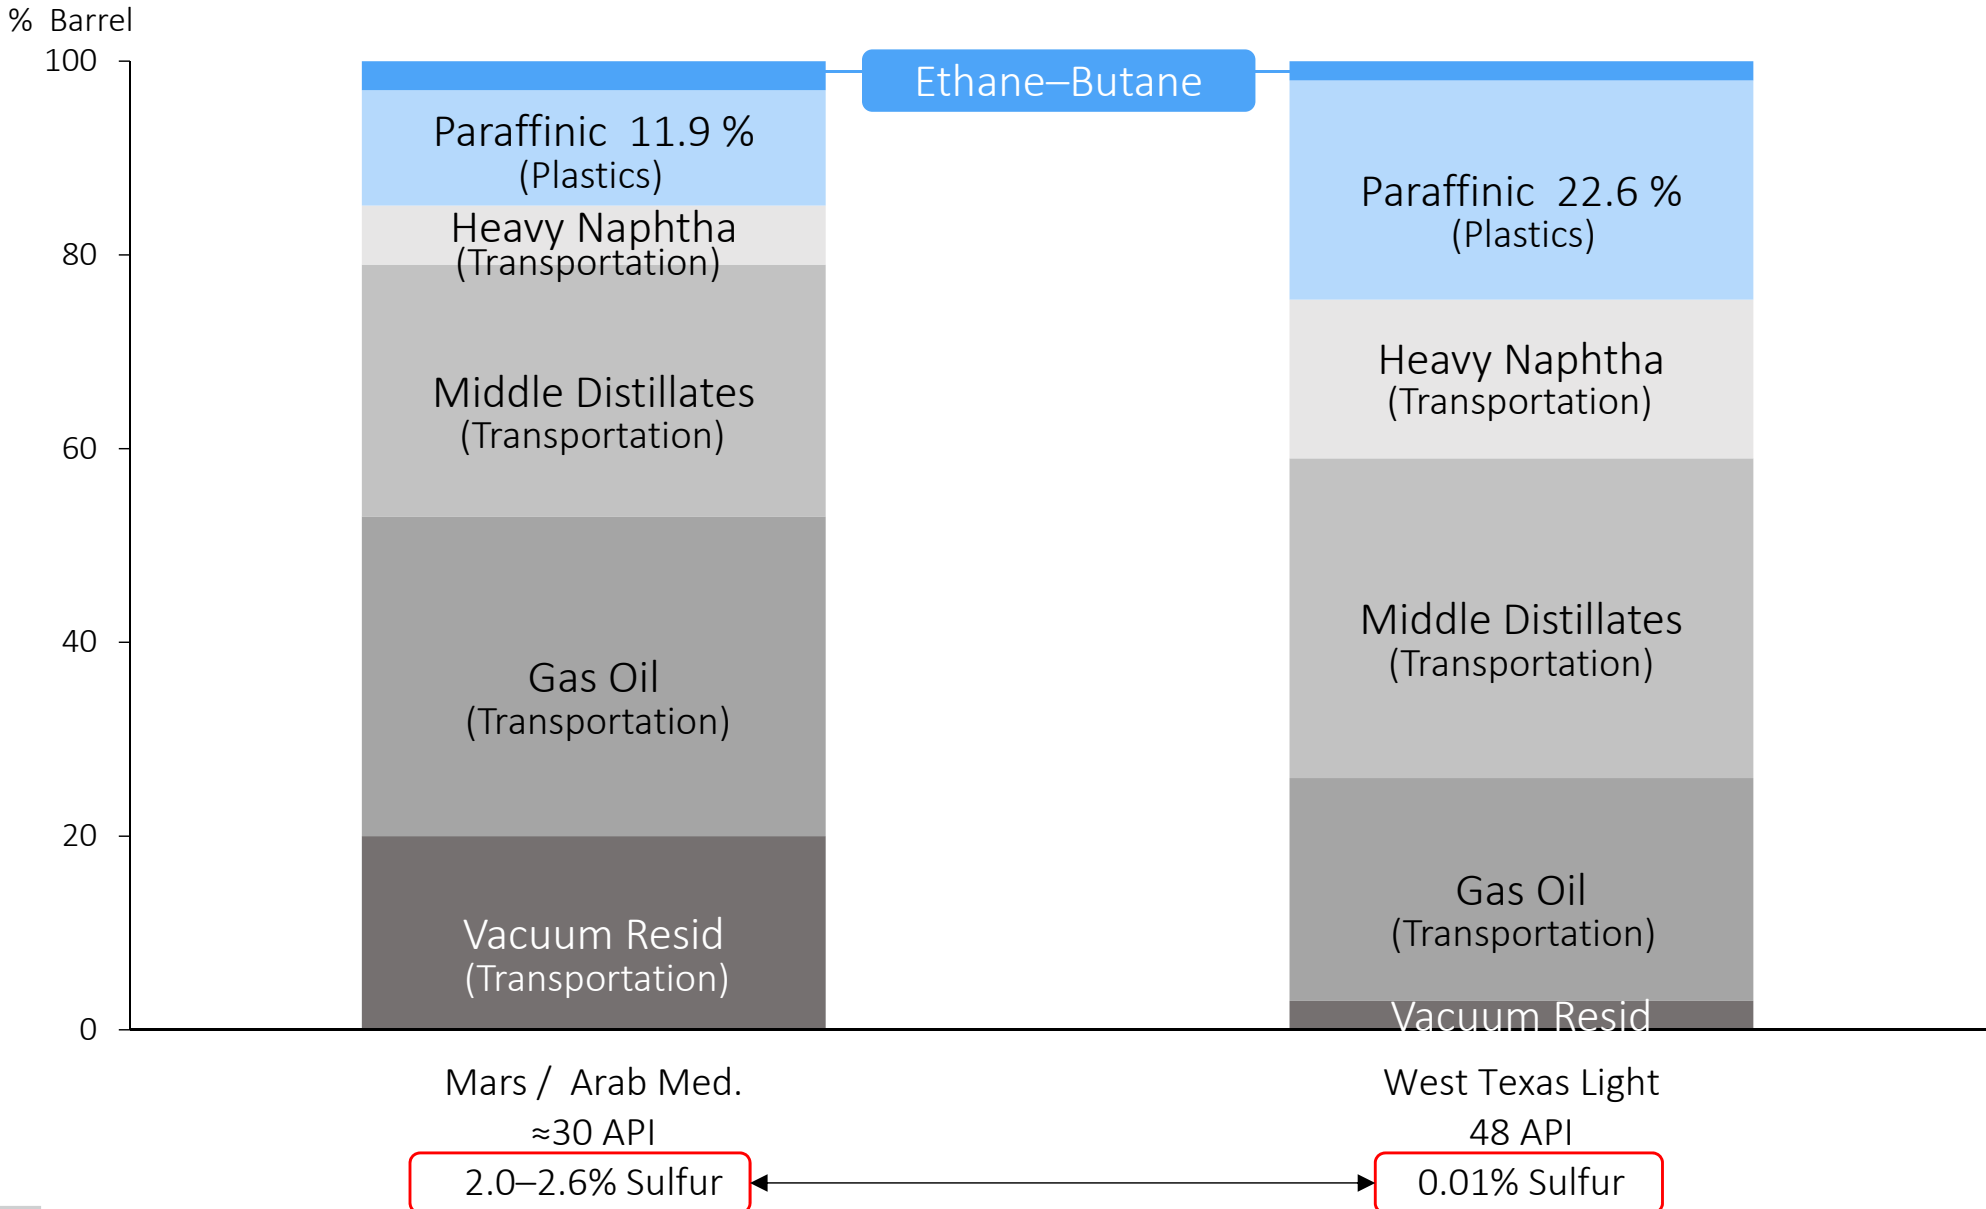 % Barrel
100
80
60
40
20
0
Ethane–Butane
Paraffinic 11.9 %
(Plastics)
Heavy Naphtha
(Transportation)
Middle Distillates
(Transportation)
Gas Oil
(Transportation)
Vacuum Resid
(Transportation)
Paraffinic 22.6 %
(Plastics)
Heavy Naphtha
(Transportation)
Middle Distillates
(Transportation)
Gas Oil
(Transportation)
Vacuum Resid
Mars / Arab Med.
≈30 API
2.0–2.6% Sulfur
West Texas Light
48 API
0.01% Sulfur